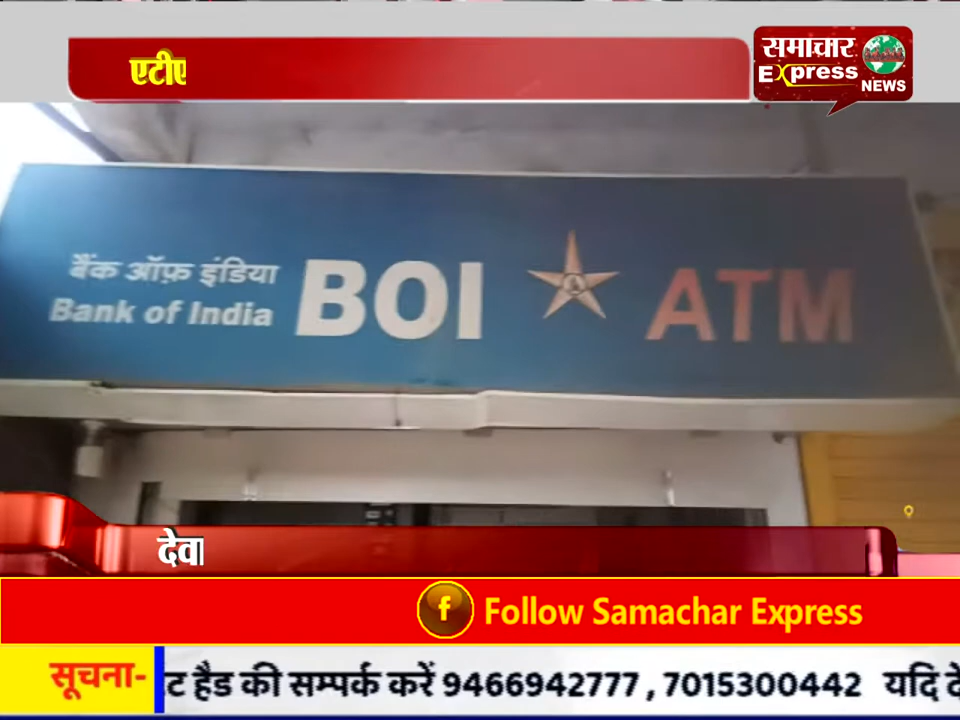 एटीए
समाचार
Express
NEWS
बैंक ऑफ़ इंडिया
Bank of India
BOI
ATM
देवा
f Follow Samachar Express
सूचना-
ट हैड की सम्पर्क करें 9466942777 , 7015300442 यदि